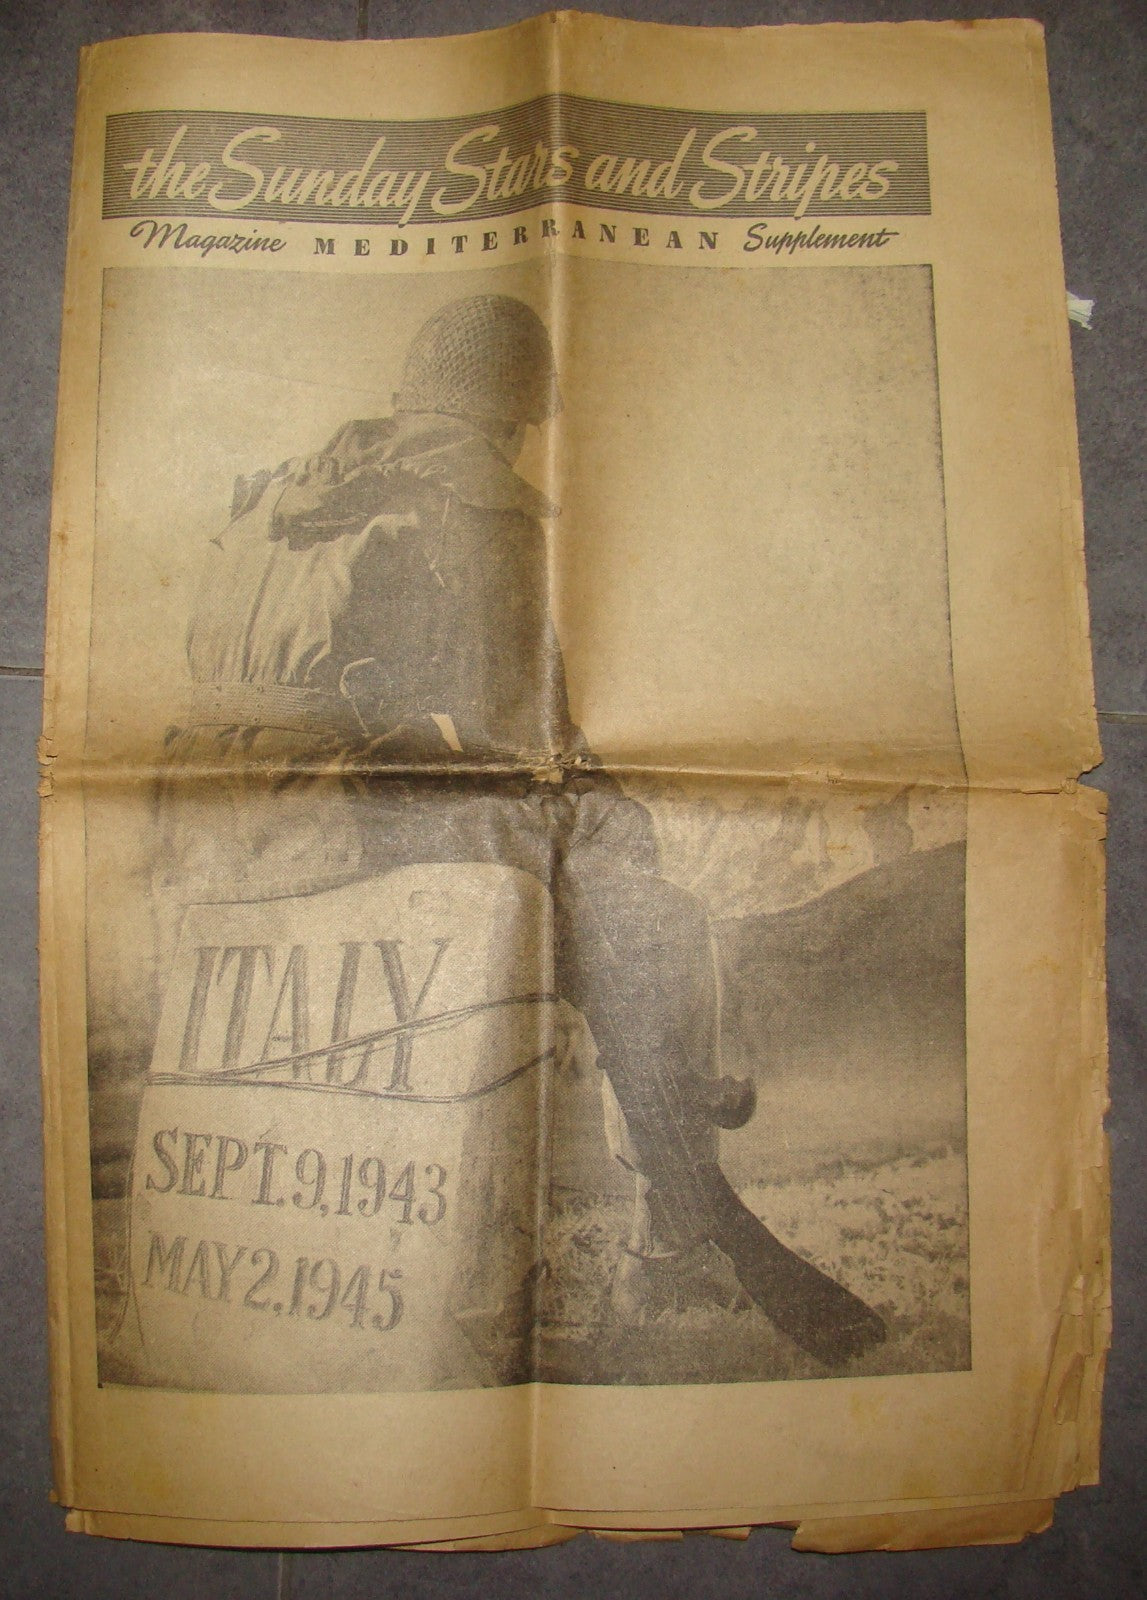 the Sunday Stars and Stripes
Magazine MEDITERRANEAN Supplement
ITALY
SEPT. 9, 1943
MAY 2, 1945